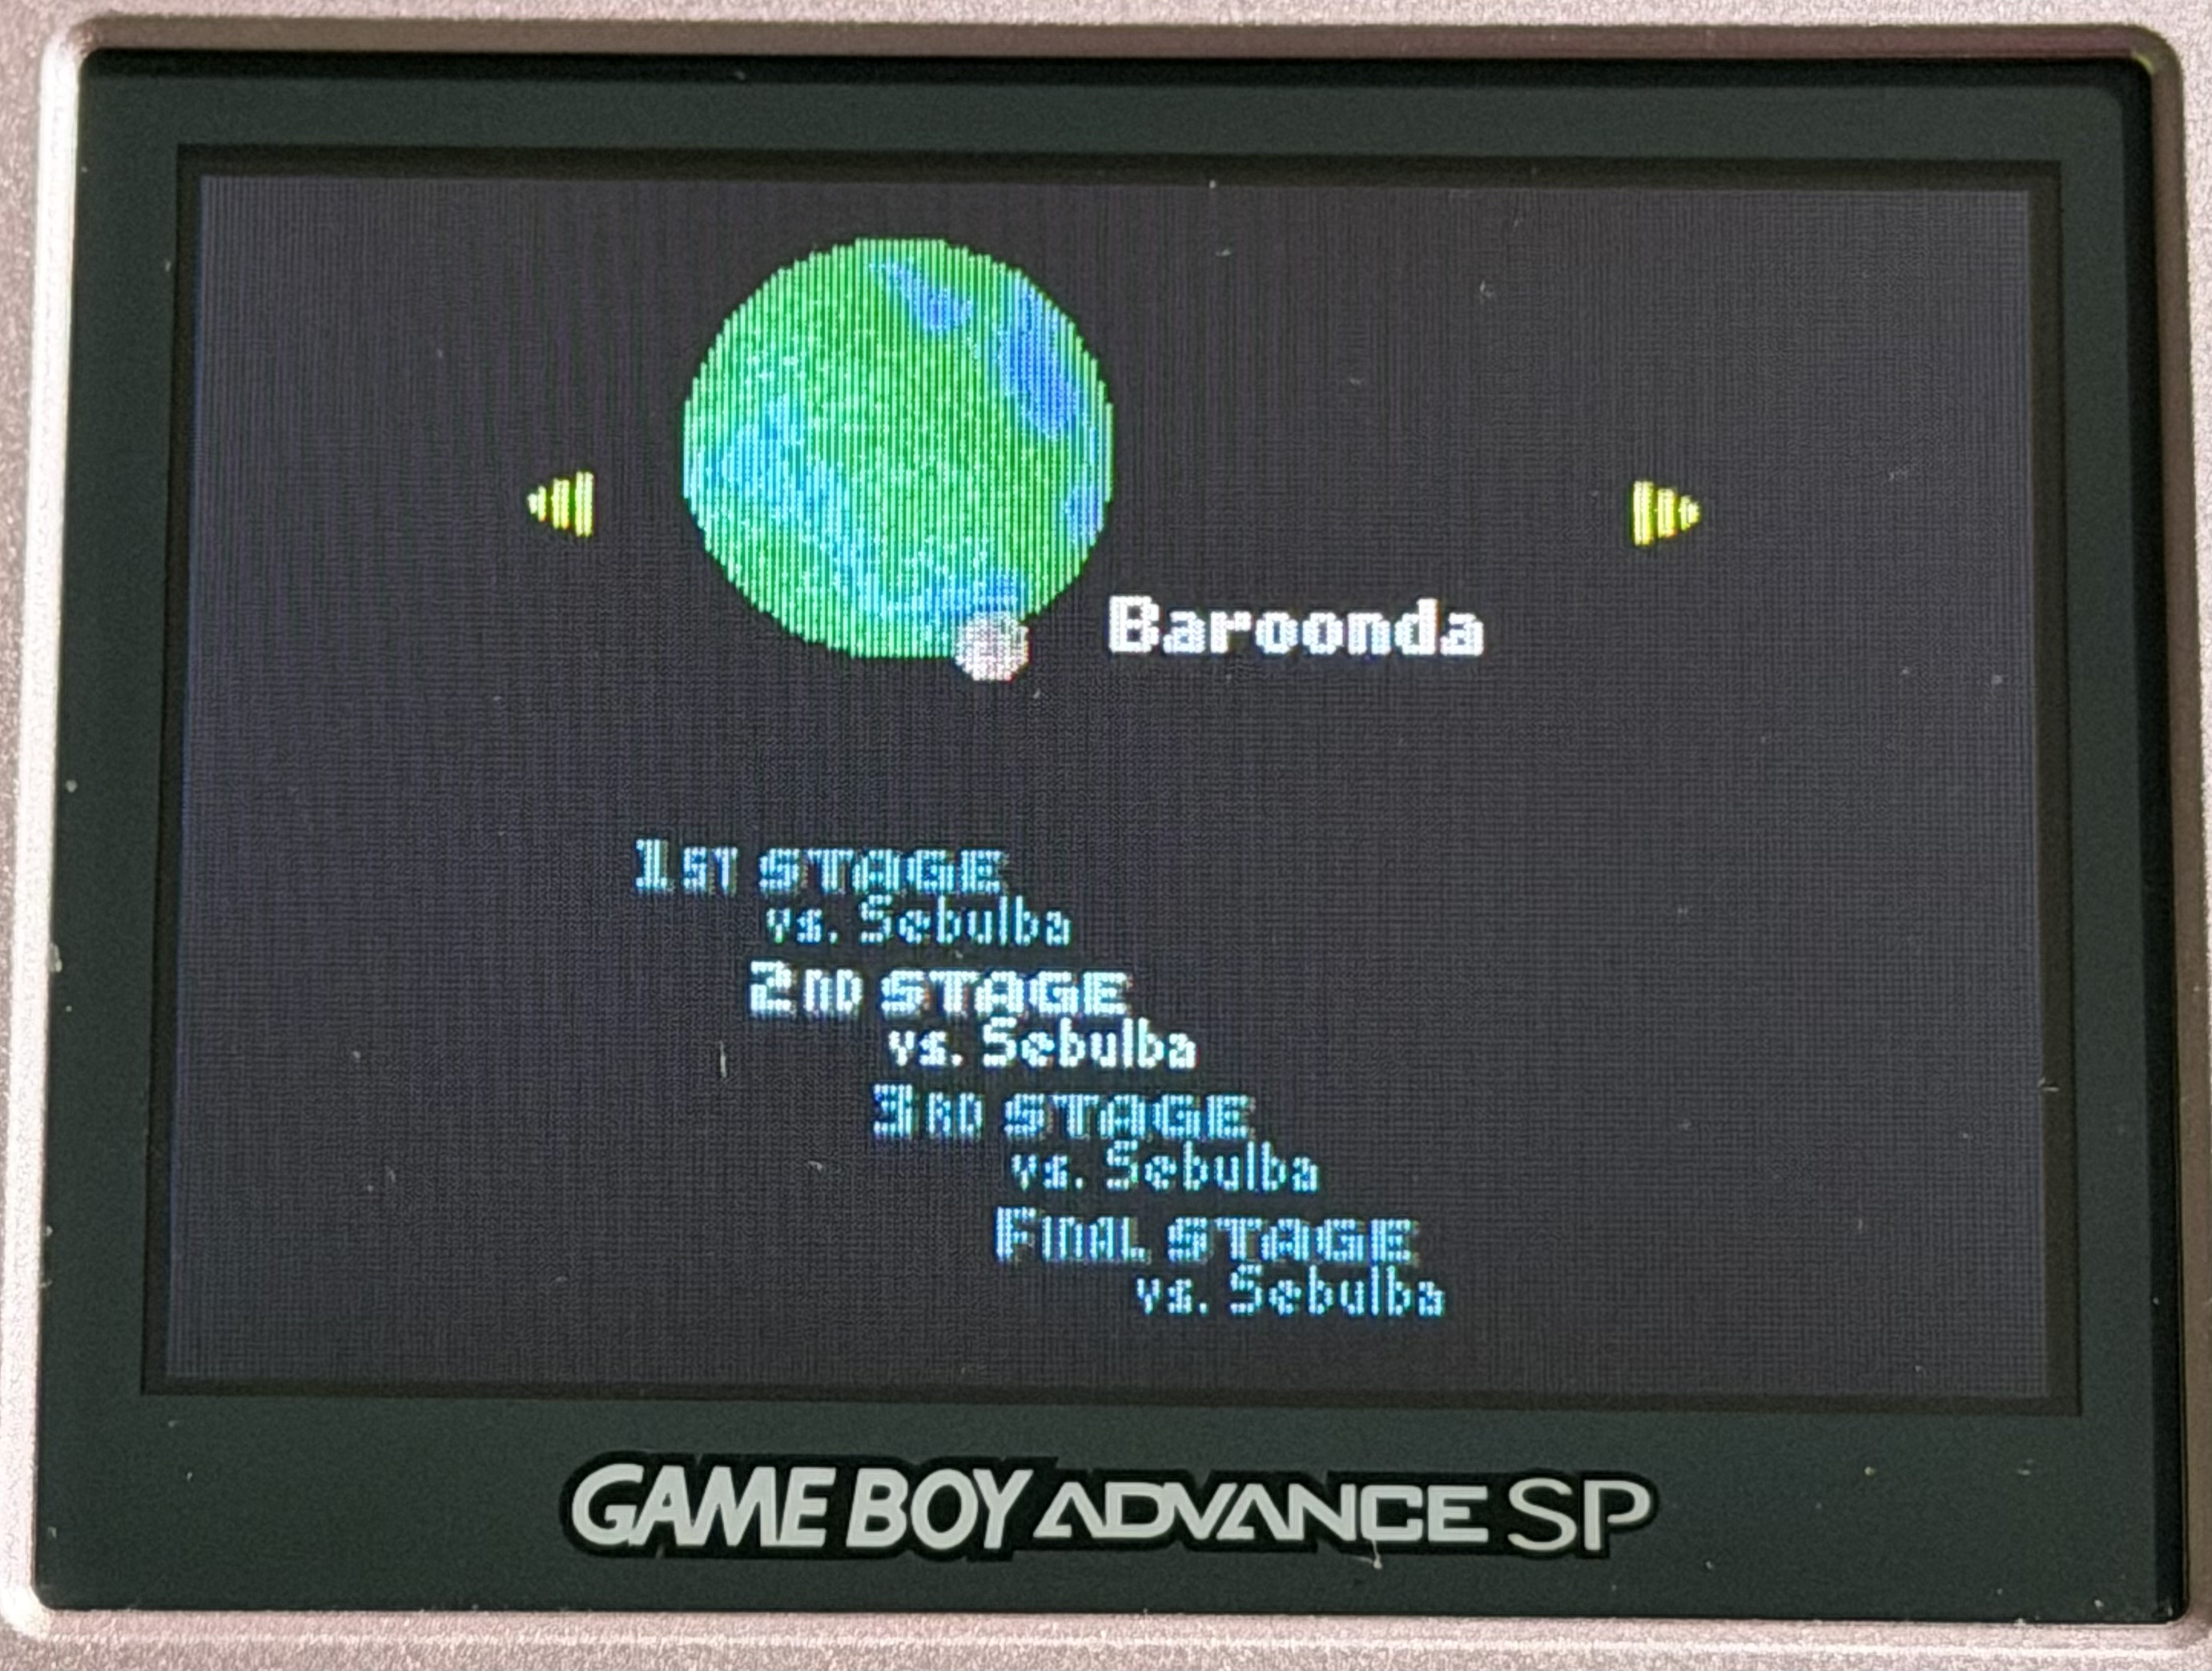 Baroonda
1ST STAGE
vs. Sebulba
2ND STAGE
vs. Sebulba
3RD STAGE
vs. Sebulba
FINAL STAGE
vs. Sebulba
GAME BOY ADVANCE SP